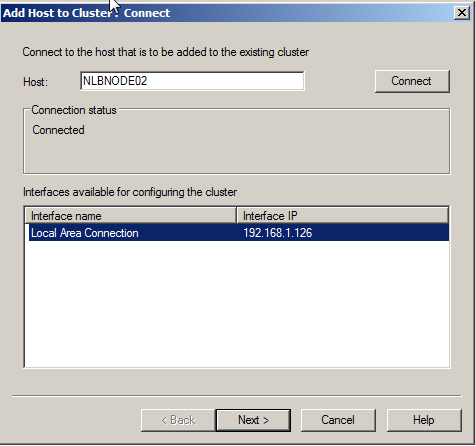 Add Host to Cluster : Connect
Connect to the host that is to be added to the existing cluster
Host: NLBNODE02 Connect
Connection status
Connected
Interfaces available for configuring the cluster
Interface name Interface IP
Local Area Connection 192.168.1.126
< Back Next > Cancel Help